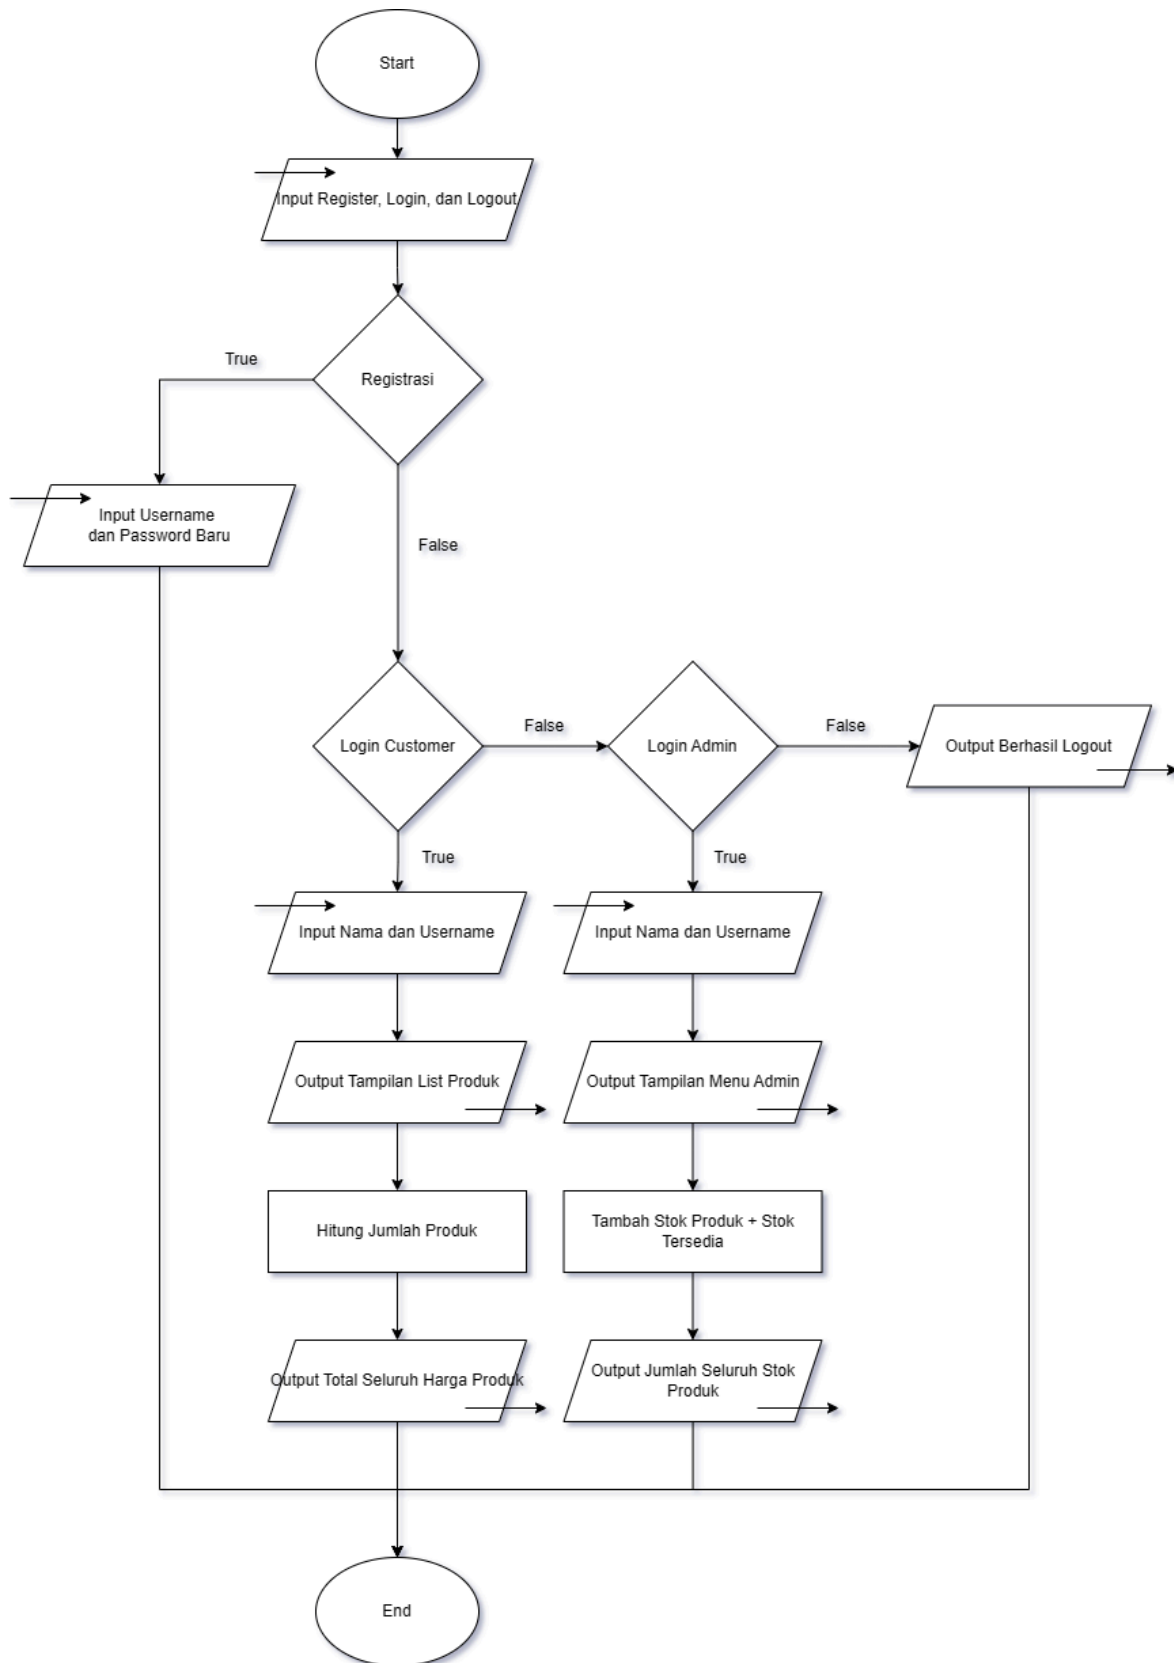 Start
Input Register, Login, dan Logout
True
Registrasi
Input Username
dan Password Baru
False
Login Customer
False
Login Admin
False
Output Berhasil Logout
True
True
Input Nama dan Username
Input Nama dan Username
Output Tampilan List Produk
Output Tampilan Menu Admin
Hitung Jumlah Produk
Tambah Stok Produk + Stok
Tersedia
Output Total Seluruh Harga Produk
Output Jumlah Seluruh Stok
Produk
End